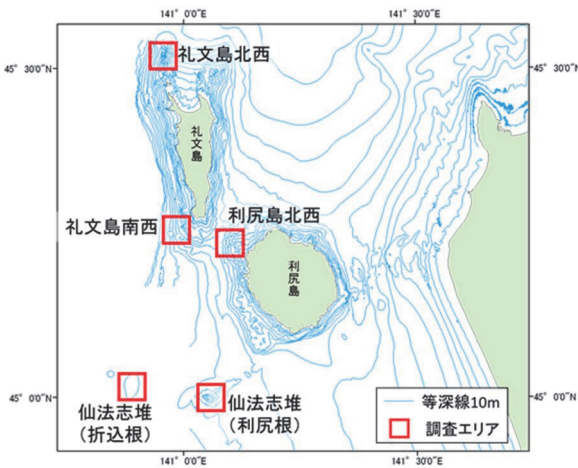 141° 0'0"E
141° 30'0"E
45° 30'0"N
45° 30'0"N
礼文島北西
礼文島
礼文島南西
利尻島北西
利尻島
仙法志堆
(折込根)
仙法志堆
(利尻根)
等深線10m
調査エリア
45° 0'0"N
45° 0'0"N
141° 0'0"E
141° 30'0"E